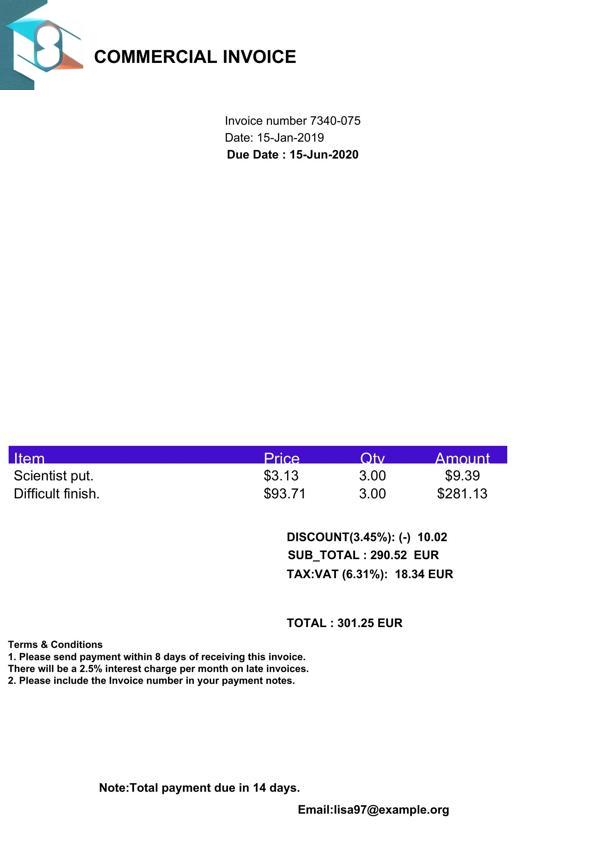 COMMERCIAL INVOICE
Invoice number 7340-075
Date: 15-Jan-2019
Due Date : 15-Jun-2020
Item Price Qty Amount
Scientist put. $3.13 3.00 $9.39
Difficult finish. $93.71 3.00 $281.13
DISCOUNT(3.45%): (-) 10.02
SUB_TOTAL : 290.52 EUR
TAX:VAT (6.31%): 18.34 EUR
TOTAL : 301.25 EUR
Terms & Conditions
1. Please send payment within 8 days of receiving this invoice.
There will be a 2.5% interest charge per month on late invoices.
2. Please include the Invoice number in your payment notes.
Note:Total payment due in 14 days.
Email:lisa97@example.org